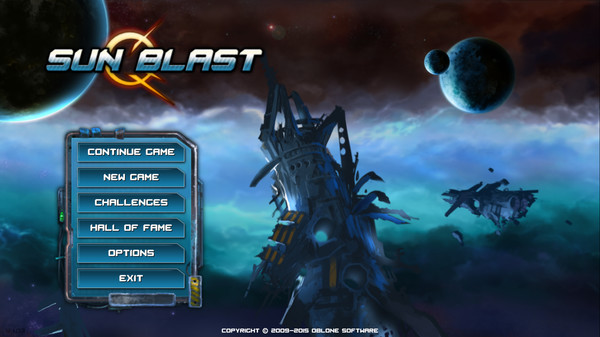 SUN BLAST
CONTINUE GAME
NEW GAME
CHALLENGES
HALL OF FAME
OPTIONS
EXIT
COPYRIGHT © 2009-2015 OBLONE SOFTWARE